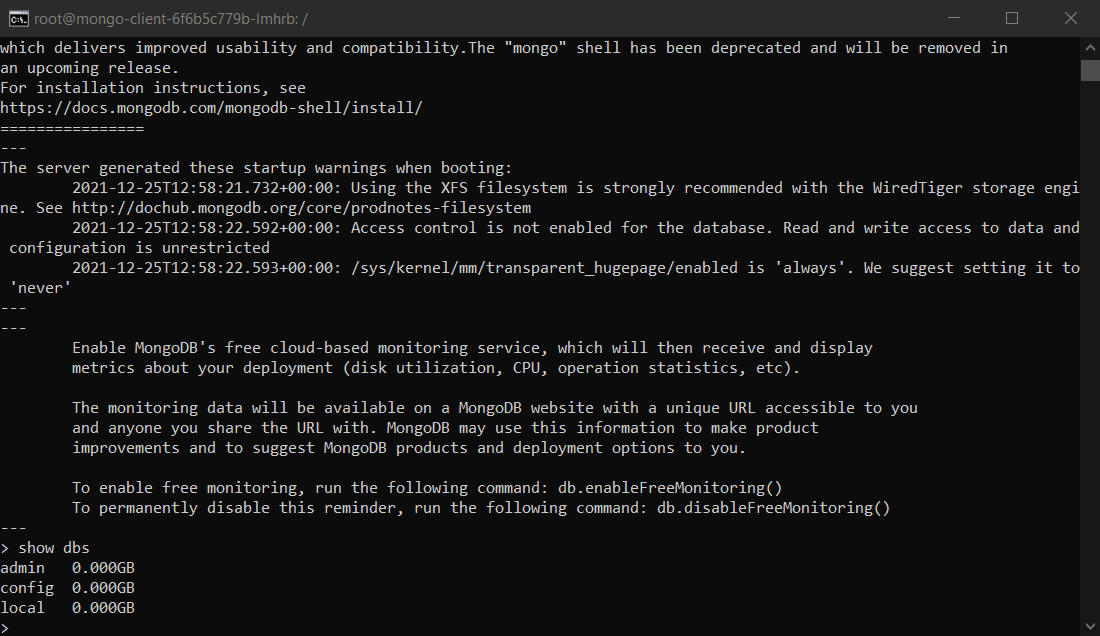 root@mongo-client-6f6b5c779b-lmhrb: /
which delivers improved usability and compatibility.The "mongo" shell has been deprecated and will be removed in
an upcoming release.
For installation instructions, see
https://docs.mongodb.com/mongodb-shell/install/
================
---
The server generated these startup warnings when booting:
        2021-12-25T12:58:21.732+00:00: Using the XFS filesystem is strongly recommended with the WiredTiger storage engi
ne. See http://dochub.mongodb.org/core/prodnotes-filesystem
        2021-12-25T12:58:22.592+00:00: Access control is not enabled for the database. Read and write access to data and
 configuration is unrestricted
        2021-12-25T12:58:22.593+00:00: /sys/kernel/mm/transparent_hugepage/enabled is 'always'. We suggest setting it to
 'never'
---
---
        Enable MongoDB's free cloud-based monitoring service, which will then receive and display
        metrics about your deployment (disk utilization, CPU, operation statistics, etc).

        The monitoring data will be available on a MongoDB website with a unique URL accessible to you
        and anyone you share the URL with. MongoDB may use this information to make product
        improvements and to suggest MongoDB products and deployment options to you.

        To enable free monitoring, run the following command: db.enableFreeMonitoring()
        To permanently disable this reminder, run the following command: db.disableFreeMonitoring()
---
> show dbs
admin   0.000GB
config  0.000GB
local   0.000GB
>